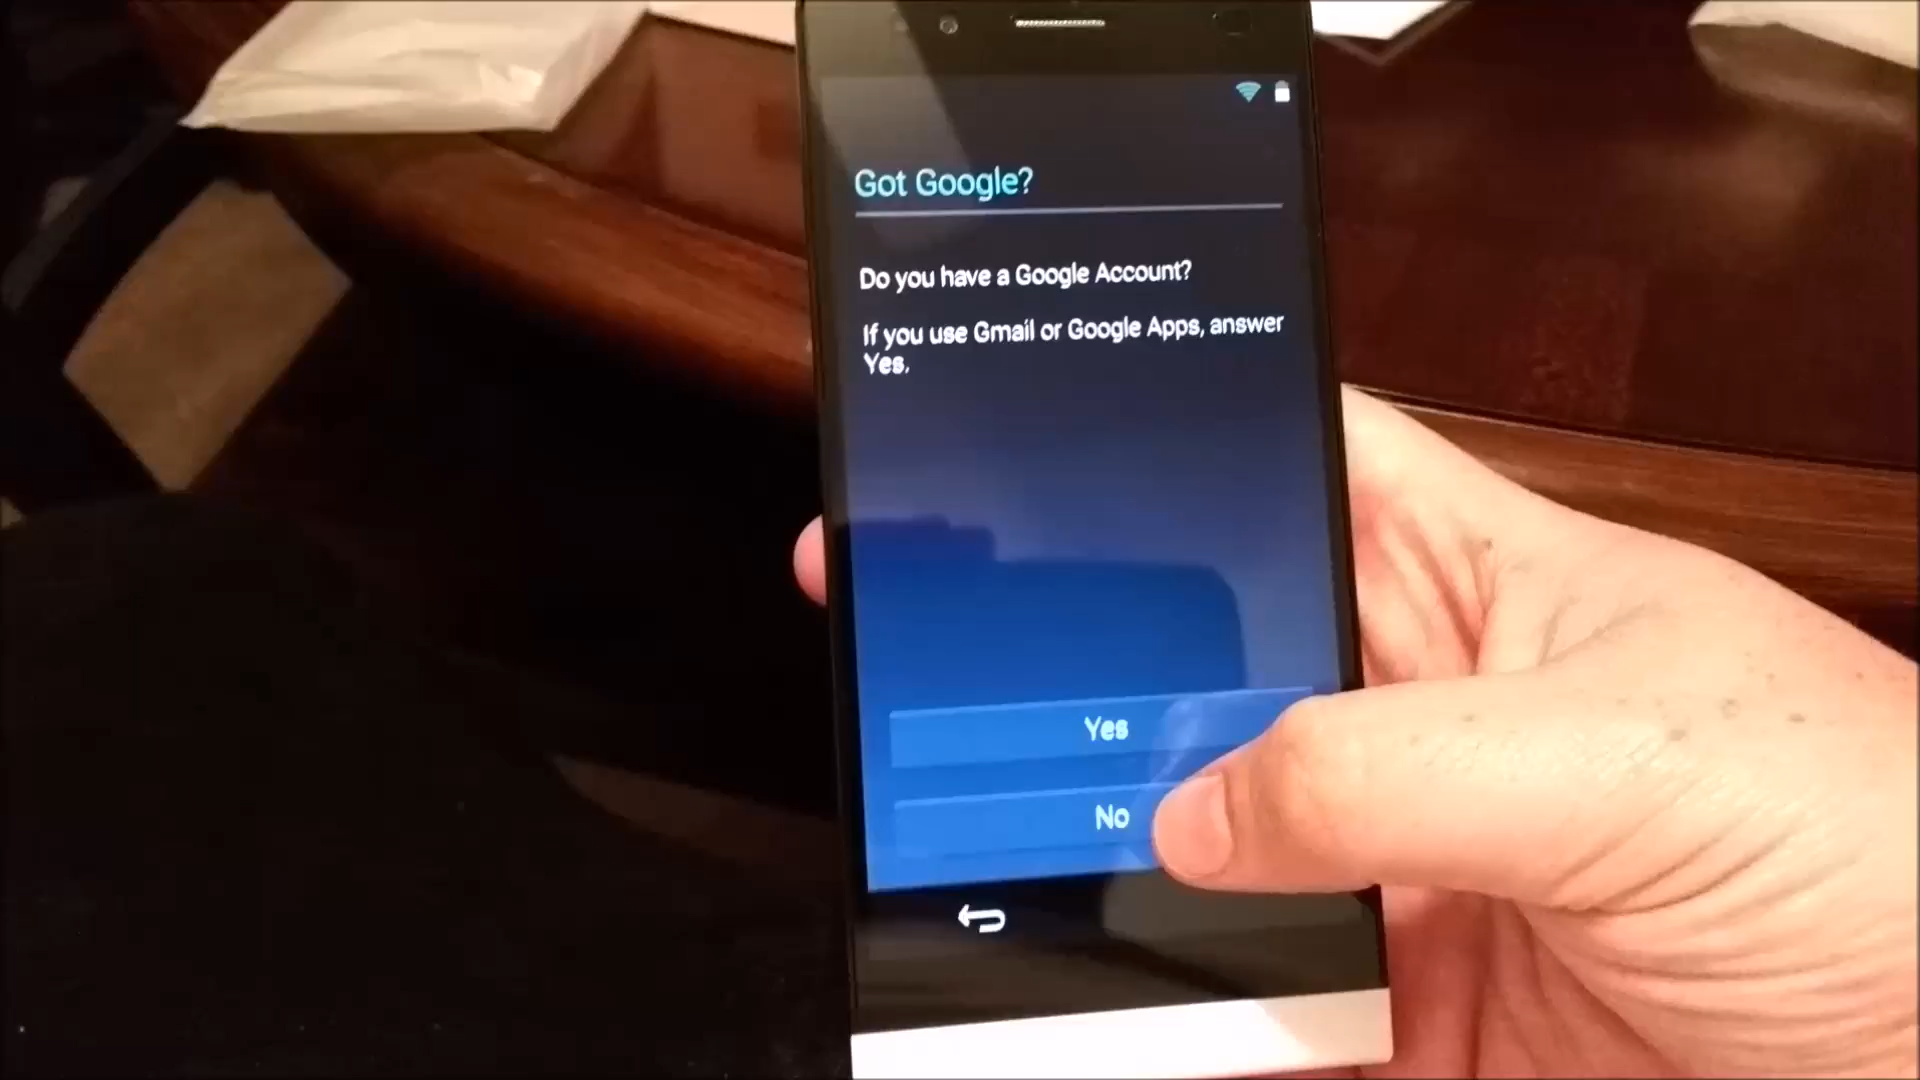 Got Google?
Do you have a Google Account?
If you use Gmail or Google Apps, answer
Yes.
Yes
No